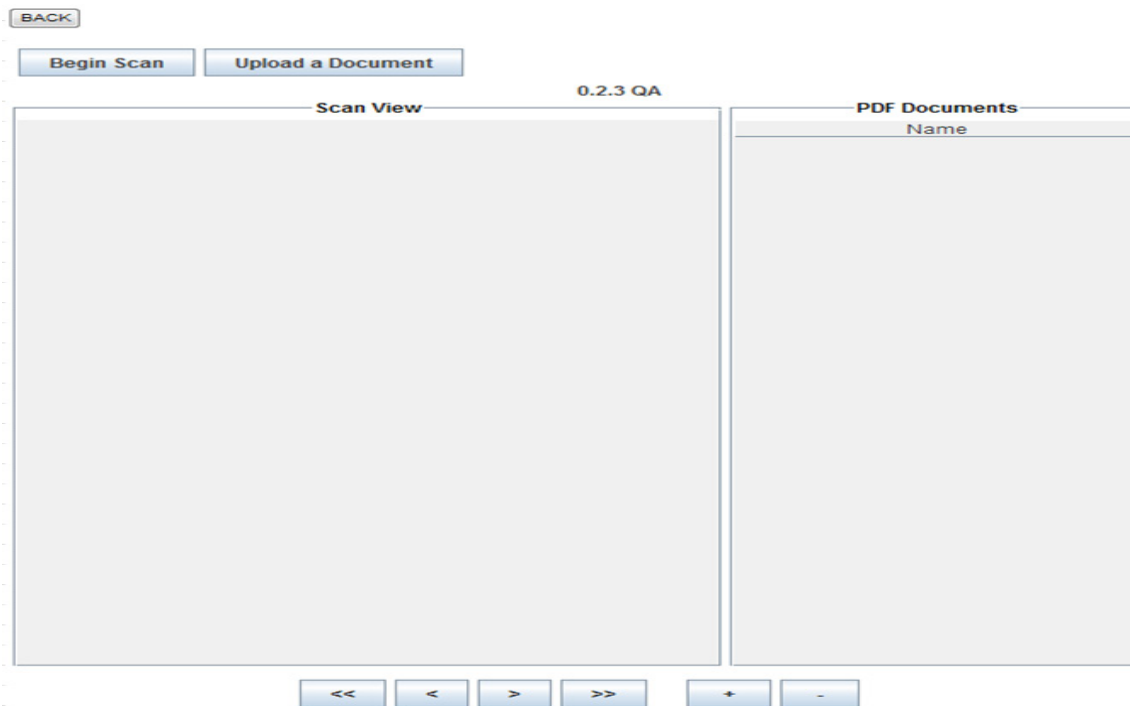 BACK
Begin Scan Upload a Document
0.2.3 QA
Scan View PDF Documents
Name
<< < > >> + -